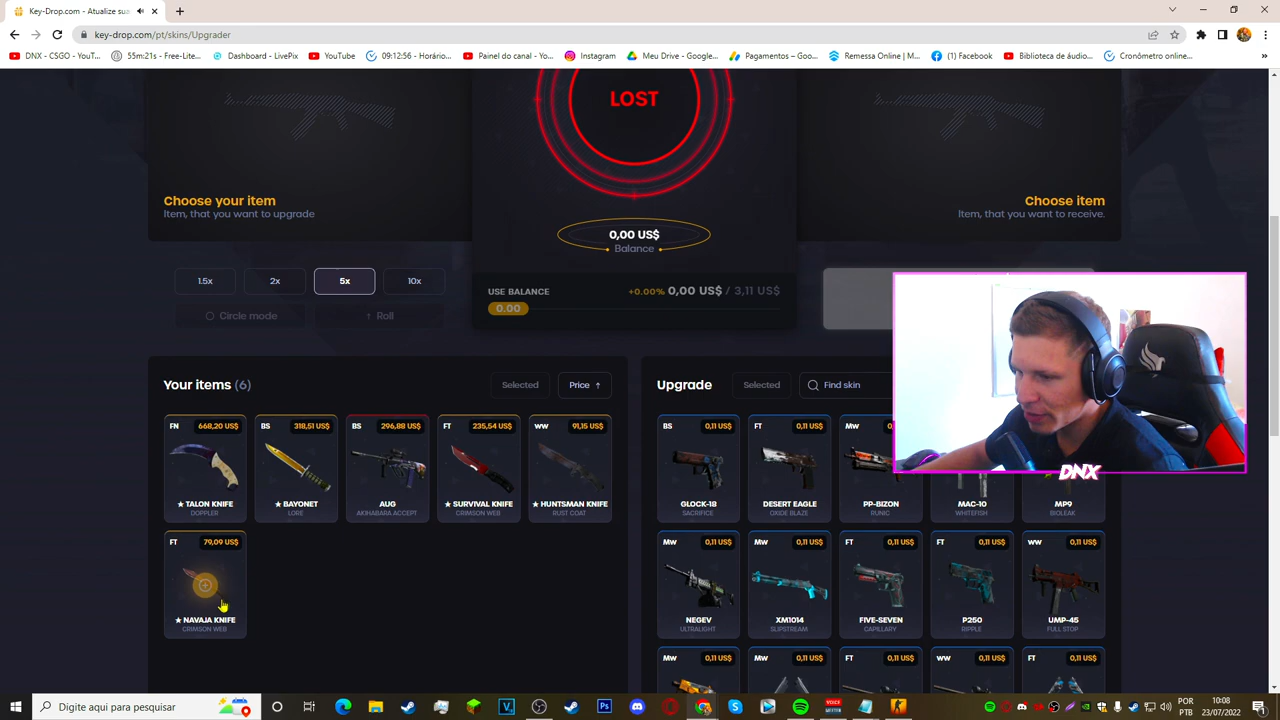 Key-Drop.com - Atualize su
key-drop.com/pt/skins/Upgrader
DNX - CSGO - YouT...
55m21s - Free-Lite...
Dashboard - LivePix
YouTube
09:12:56 - Horário...
Painel do canal - Yo...
Instagram
Meu Drive - Google...
Pagamentos – Goo...
Remessa Online | M...
(1) Facebook
Biblioteca de áudio...
Cronômetro online...
LOST
Choose your item
Item, that you want to upgrade
Choose item
Item, that you want to receive.
0,00 US$
Balance
1.5x
2x
5x
10x
USE BALANCE
+0.00% 0,00 US$ / 3,11 US$
0.00
Circle mode
Roll
Your items (6)
Selected
Price ↑
Upgrade
Selected
Find skin
FN 668,20 US$
★ TALON KNIFE
DOPPLER
BS 318,51 US$
★ BAYONET
LORE
BS 296,88 US$
AUG
AKIHABARA ACCEPT
FT 235,54 US$
★ SURVIVAL KNIFE
CRIMSON WEB
WW 91,15 US$
★ HUNTSMAN KNIFE
RUST COAT
FT 79,09 US$
★ NAVAJA KNIFE
CRIMSON WEB
BS 0,11 US$
GLOCK-18
SACRIFICE
FT 0,11 US$
DESERT EAGLE
OXIDE BLAZE
MW
PP-BIZON
RUNIC
MAC-10
WHITEFISH
MP9
BIOLEAK
DNX
MW 0,11 US$
NEGEV
ULTRALIGHT
MW 0,11 US$
XM1014
SLIPSTREAM
FT 0,11 US$
FIVE-SEVEN
CAPILLARY
FT 0,11 US$
P250
RIPPLE
WW 0,11 US$
UMP-45
FULL STOP
MW 0,11 US$
MW 0,11 US$
FT 0,11 US$
WW 0,11 US$
FT 0,11 US$
Digite aqui para pesquisar
POR
PTB
10:08
23/07/2022